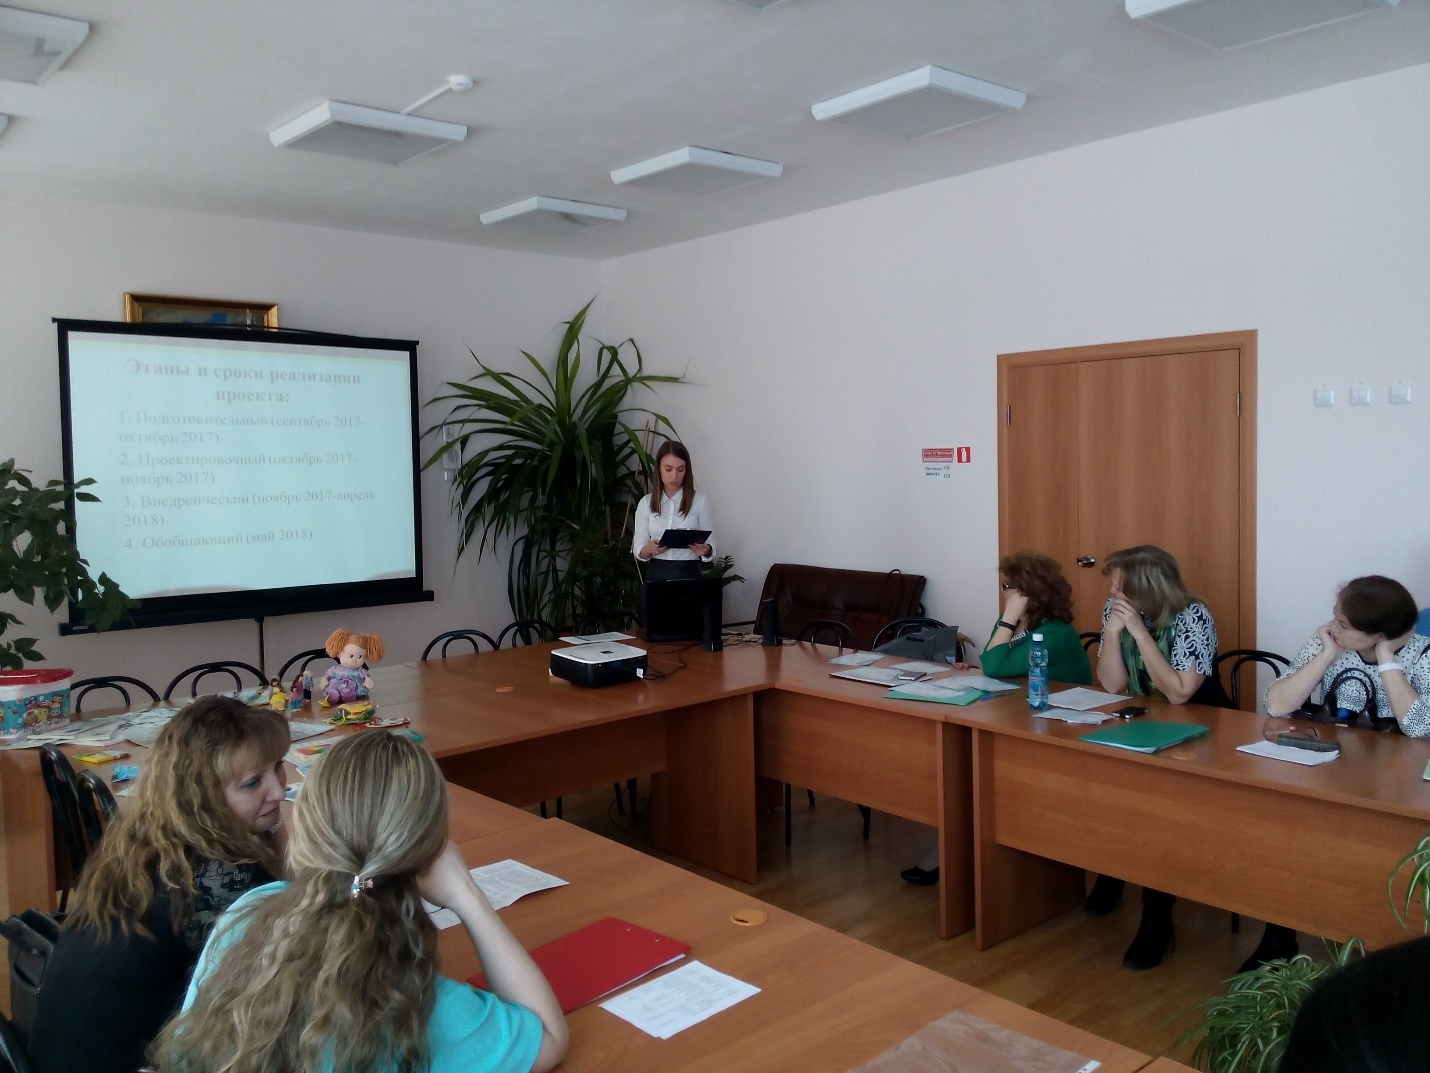 Этапы и сроки реализации
проекта:
1. Подготовительный (сентябрь 2017-
октябрь 2017)
2. Проектировочный (октябрь 2017-
ноябрь 2017)
3. Внедренческий (ноябрь 2017-апрель
2018)
4. Обобщающий (май 2018)